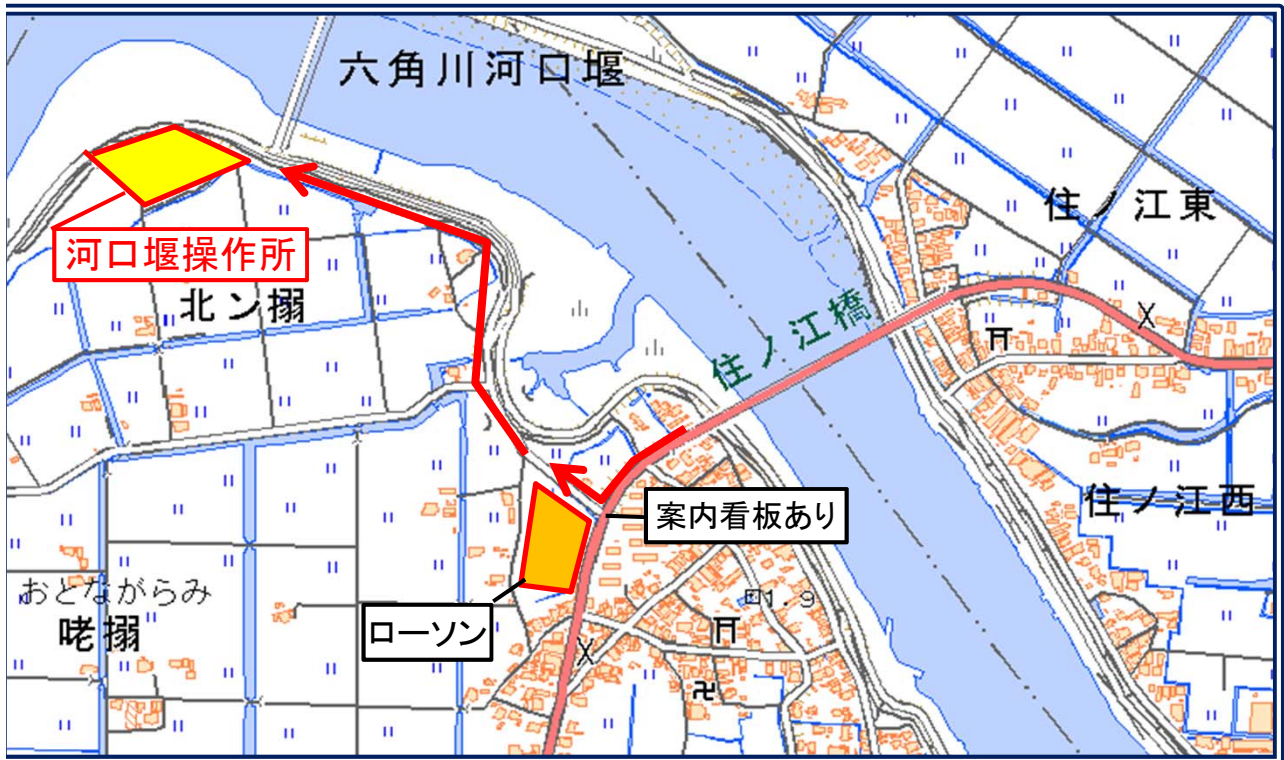 六角川河口堰
住ノ江東
河口堰操作所
北ン搦
住ノ江橋
住ノ江西
案内看板あり
おとながらみ
咾搦
ローソン
1.9